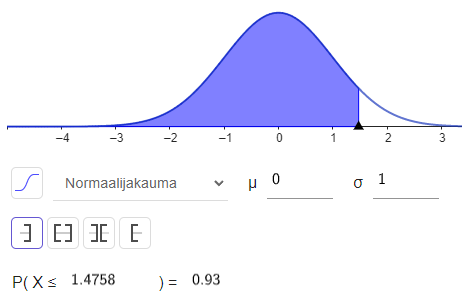 −4 −3 −2 −1 0 1 2 3
Normaalijakauma μ 0 σ 1
P( X ≤ 1.4758 ) = 0.93